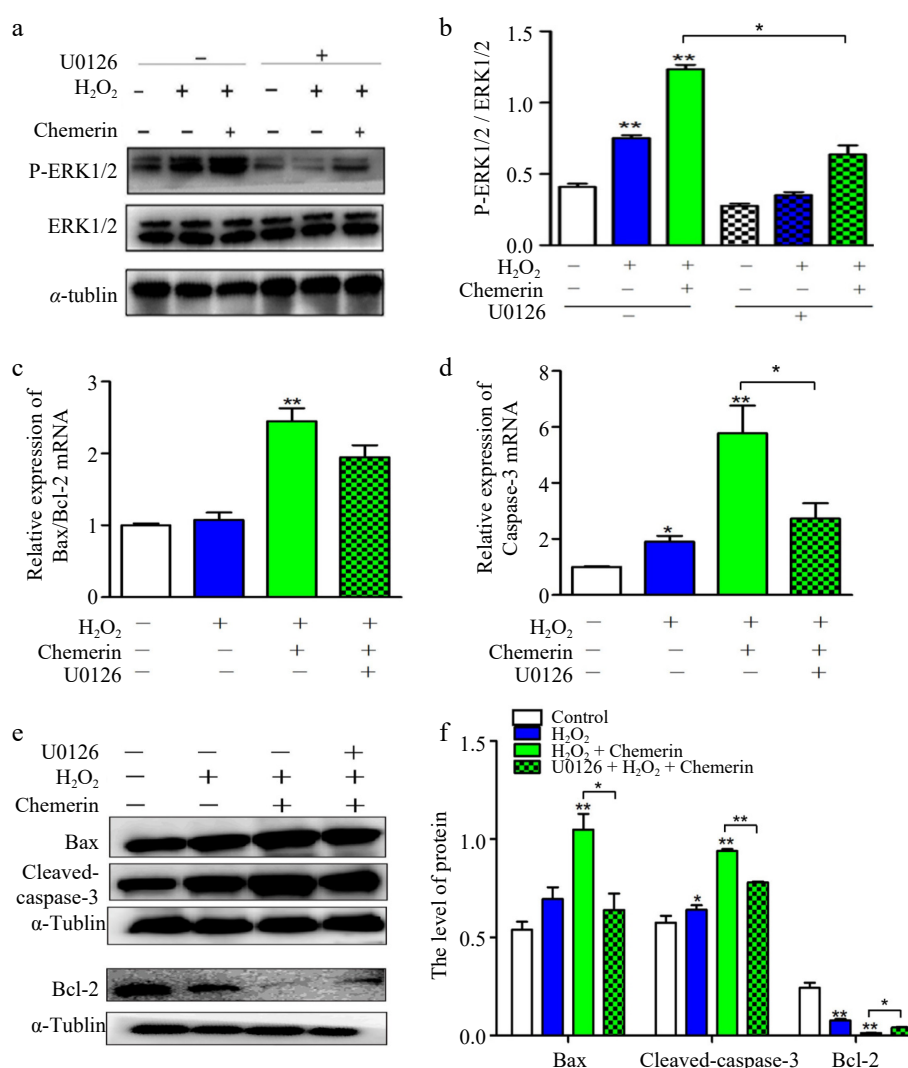 a
U0126 − +
H₂O₂ − + + − + +
Chemerin − − + − − +
P-ERK1/2
ERK1/2
α-tublin
b
*
**
**
P-ERK1/2 / ERK1/2
1.5
1.0
0.5
0.0
H₂O₂ − + + − + +
Chemerin − − + − − +
U0126 − +
c
**
Relative expression of
Bax/Bcl-2 mRNA
3
2
1
0
H₂O₂ − + + +
Chemerin − − + +
U0126 − − − +
d
*
**
*
Relative expression of
Caspase-3 mRNA
8
6
4
2
0
H₂O₂ − + + +
Chemerin − − + +
U0126 − − − +
e
U0126 − − − +
H₂O₂ − + + +
Chemerin − − + +
Bax
Cleaved-
caspase-3
α-Tublin
Bcl-2
α-Tublin
f
Control
H₂O₂
H₂O₂ + Chemerin
U0126 + H₂O₂ + Chemerin
The level of protein
1.5
1.0
0.5
0.0
* **
** ** * *
** **
Bax Cleaved-caspase-3 Bcl-2